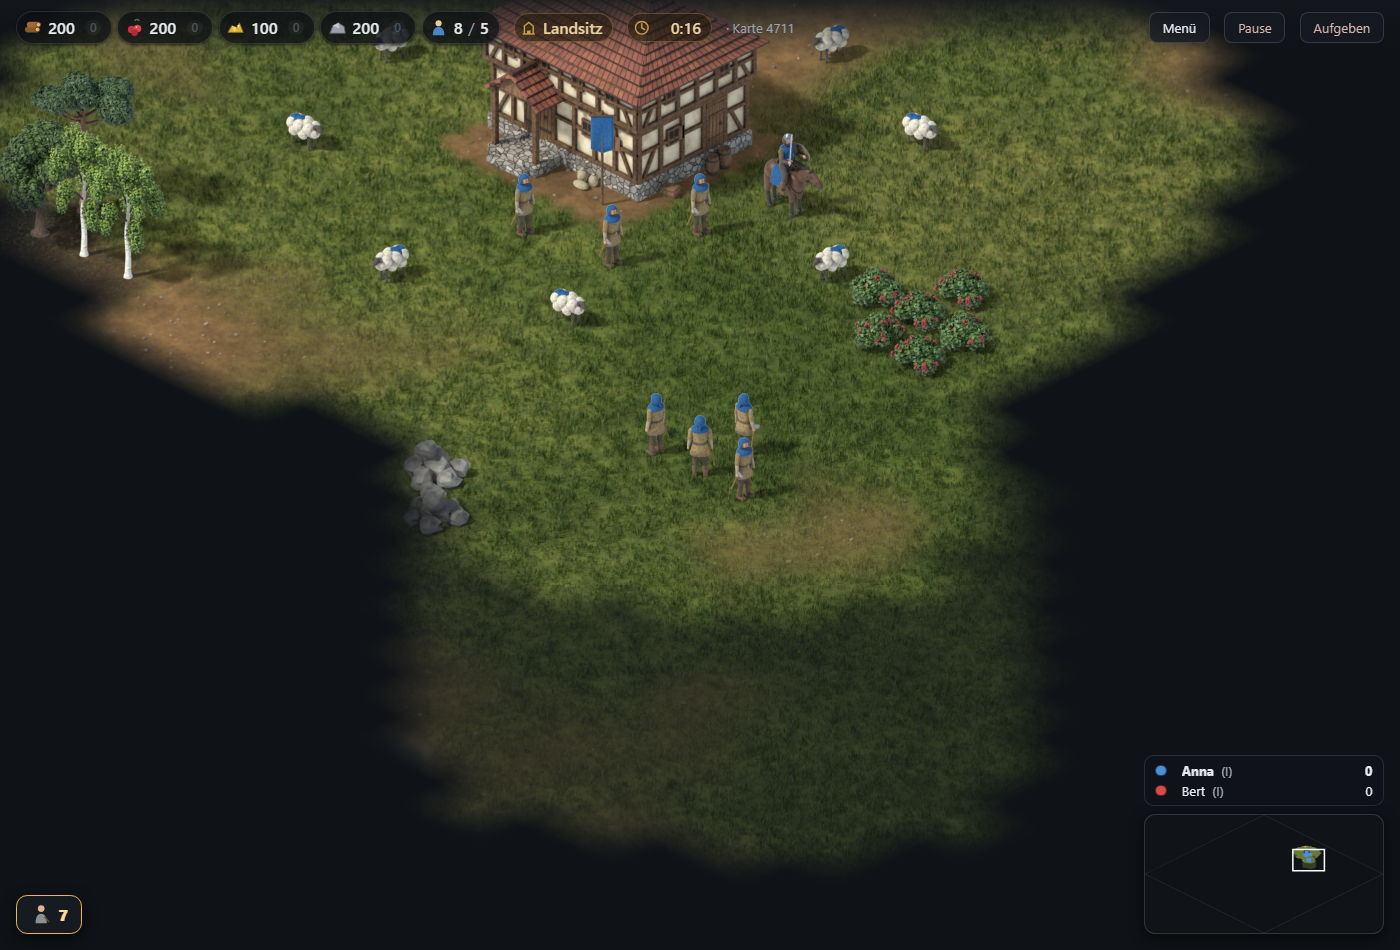 200 0 200 0 100 0 200 0 8 / 5 Landsitz 0:16 · Karte 4711 Menü Pause Aufgeben
Anna (I) 0
Bert (I) 0
7